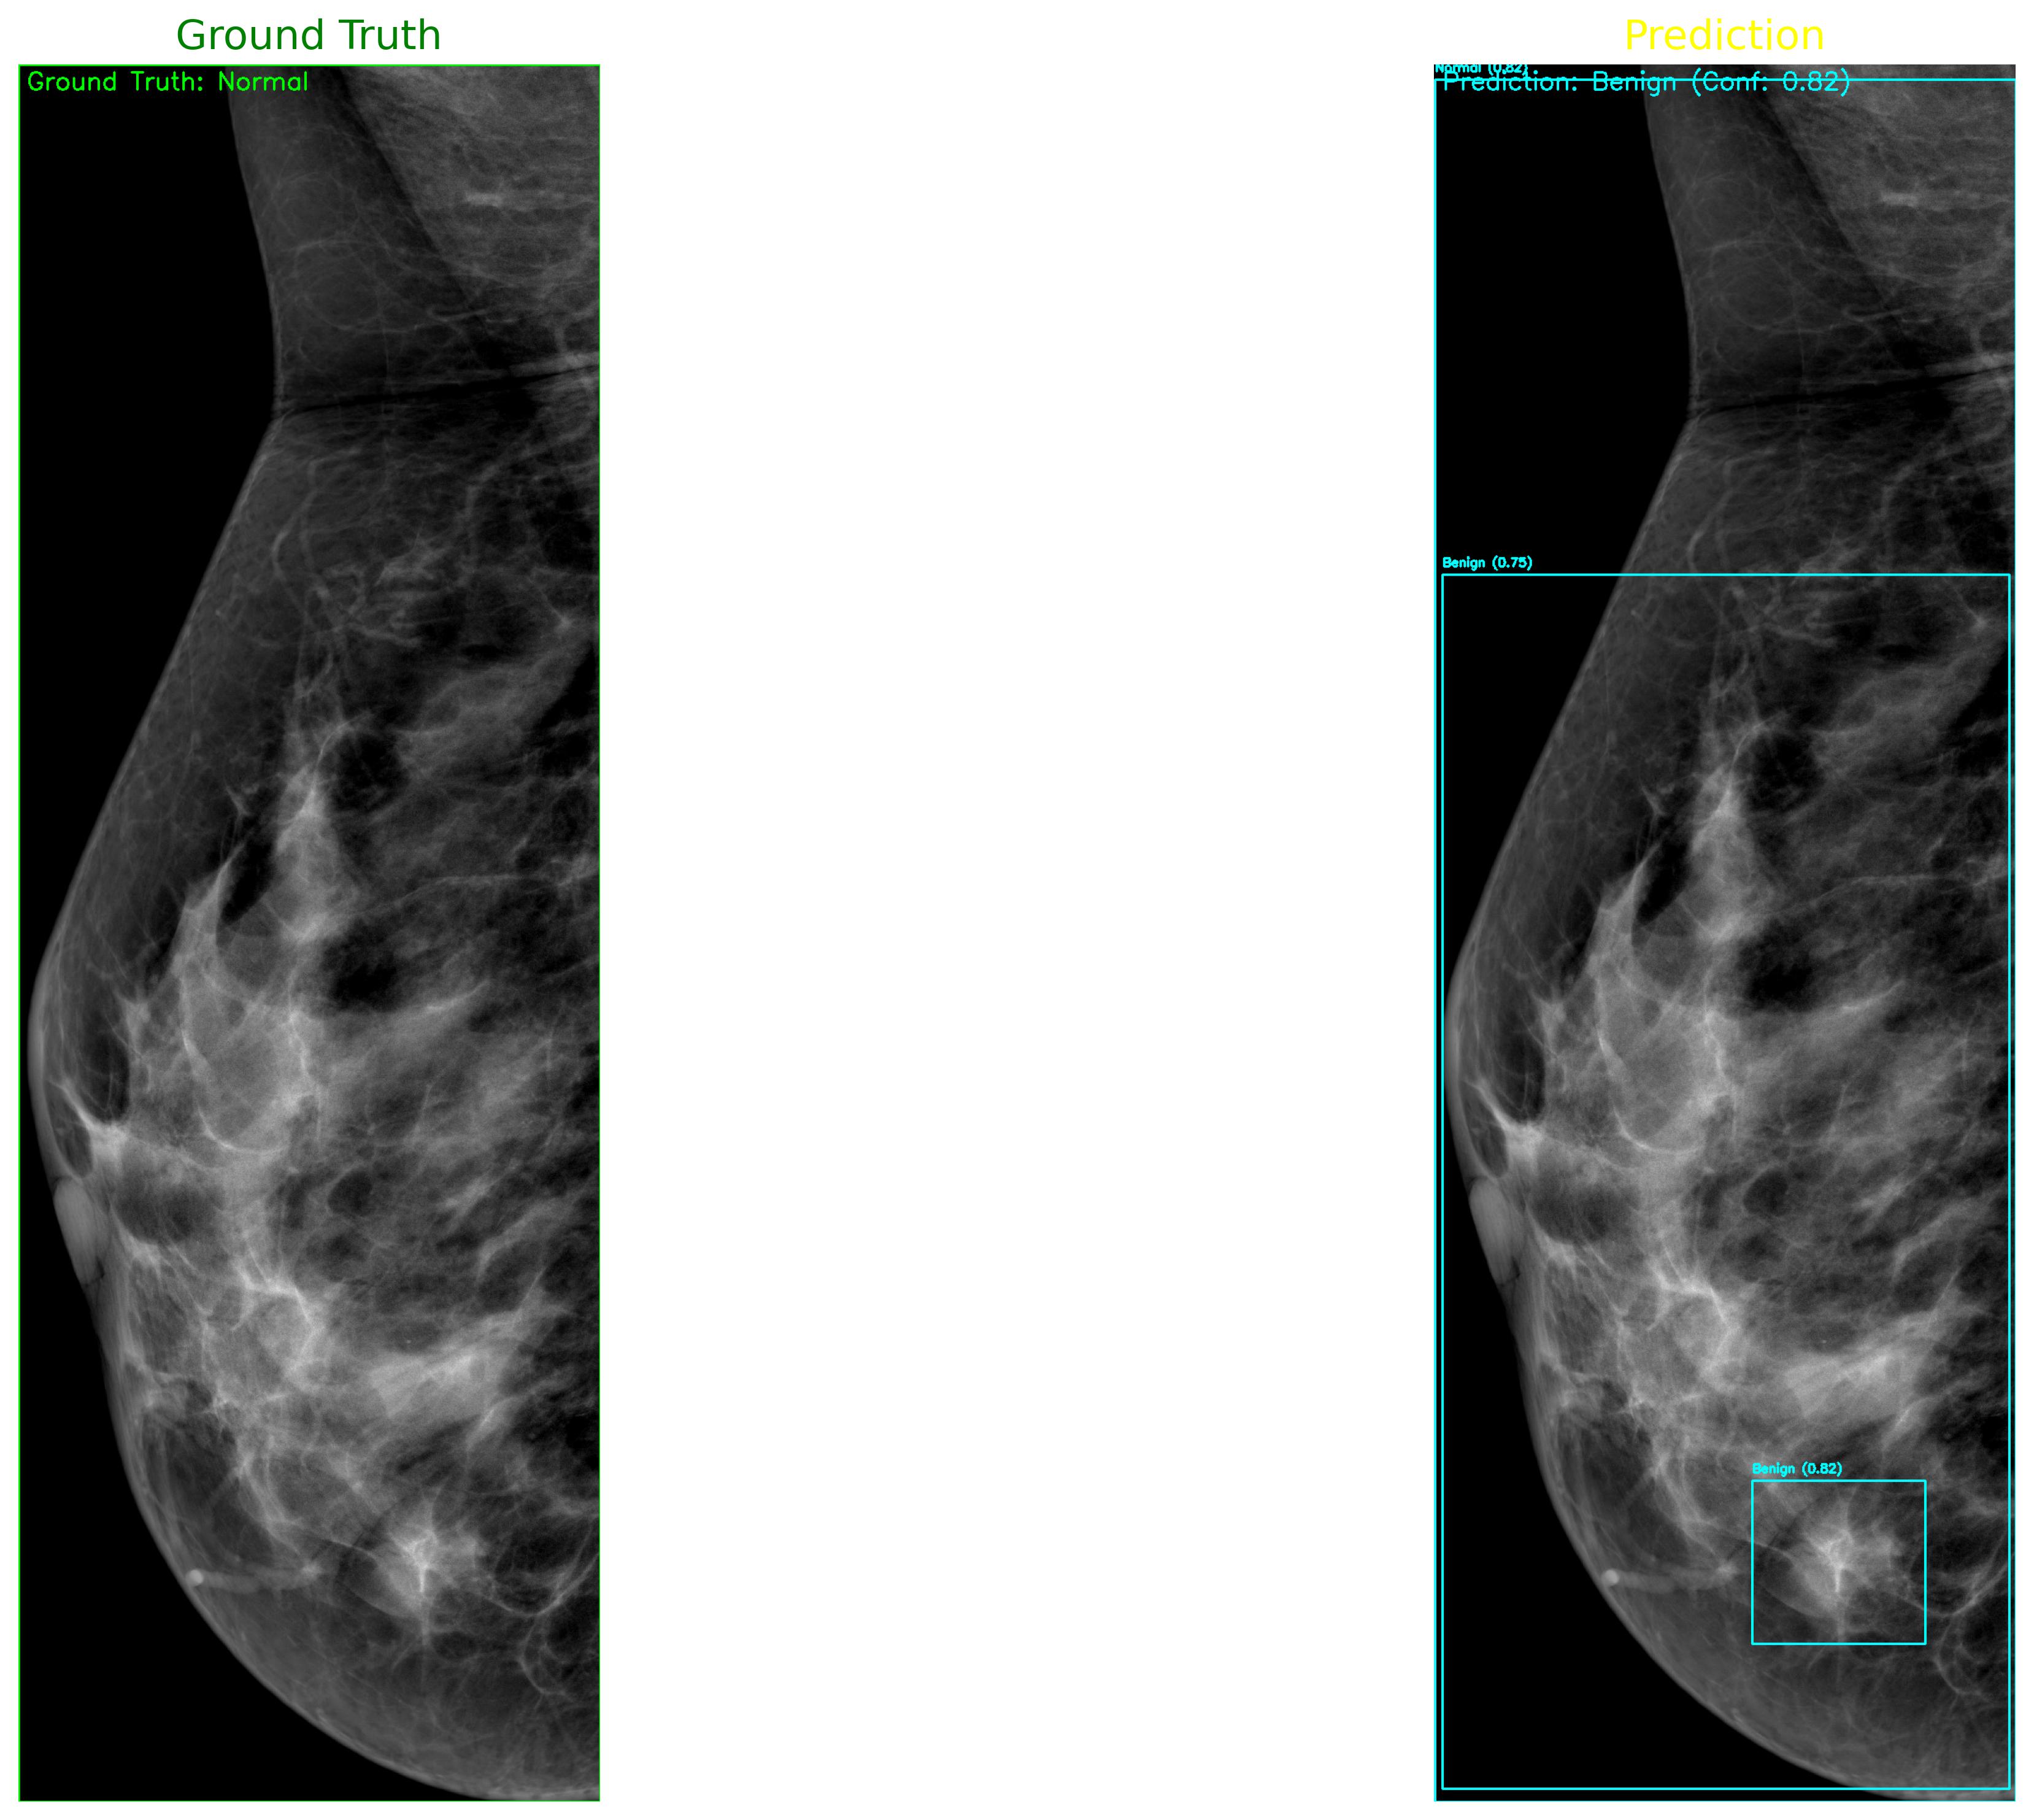 Ground Truth
Prediction
Ground Truth: Normal
Normal (0.82)
Prediction: Benign (Conf: 0.82)
Benign (0.75)
Benign (0.82)